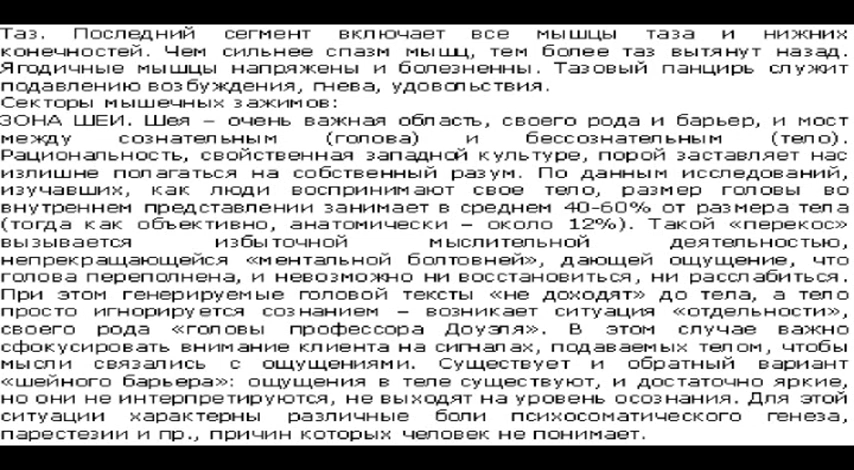 Таз. Последний сегмент включает все мышцы таза и нижних
конечностей. Чем сильнее спазм мышц, тем более таз вытянут назад.
Ягодичные мышцы напряжены и болезненны. Тазовый панцирь служит
подавлению возбуждения, гнева, удовольствия.
Секторы мышечных зажимов:
ЗОНА ШЕИ. Шея – очень важная область, своего рода и барьер, и мост
между сознательным (голова) и бессознательным (тело).
Рациональность, свойственная западной культуре, порой заставляет нас
излишне полагаться на собственный разум. По данным исследований,
изучавших, как люди воспринимают свое тело, размер головы во
внутреннем представлении занимает в среднем 40-60% от размера тела
(тогда как объективно, анатомически – около 12%). Такой «перекос»
вызывается избыточной мыслительной деятельностью,
непрекращающейся «ментальной болтовней», дающей ощущение, что
голова переполнена, и невозможно ни восстановиться, ни расслабиться.
При этом генерируемые головой тексты «не доходят» до тела, а тело
просто игнорируется сознанием – возникает ситуация «отдельности»,
своего рода «головы профессора Доуэля». В этом случае важно
сфокусировать внимание клиента на сигналах, подаваемых телом, чтобы
мысли связались с ощущениями. Существует и обратный вариант
«шейного барьера»: ощущения в теле существуют, и достаточно яркие,
но они не интерпретируются, не выходят на уровень осознания. Для этой
ситуации характерны различные боли психосоматического генеза,
парестезии и пр., причин которых человек не понимает.